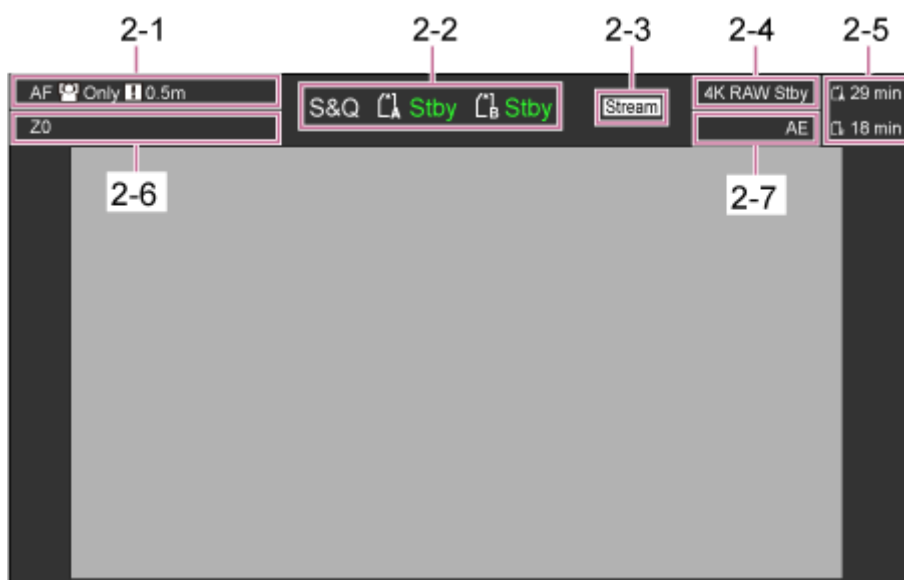 2-1 2-2 2-3 2-4 2-5
AF Only 0.5m
S&Q A Stby B Stby
Stream
4K RAW Stby
A 29 min
Z0
AE
18 min
2-6 2-7